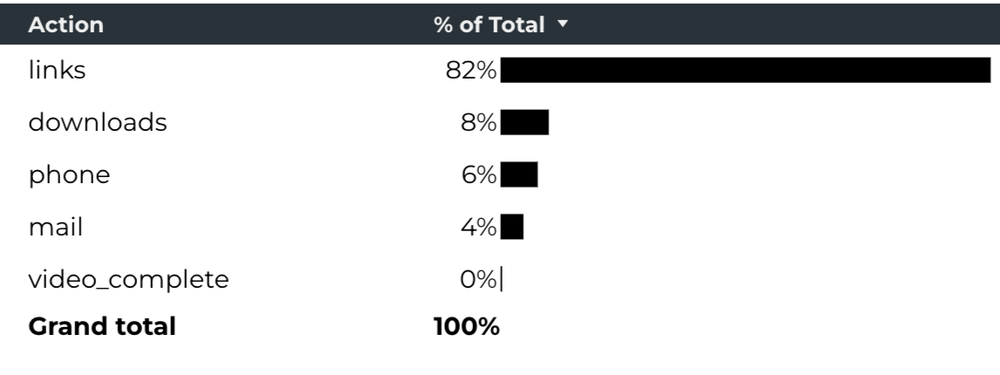 Action % of Total
links 82%
downloads 8%
phone 6%
mail 4%
video_complete 0%
Grand total 100%